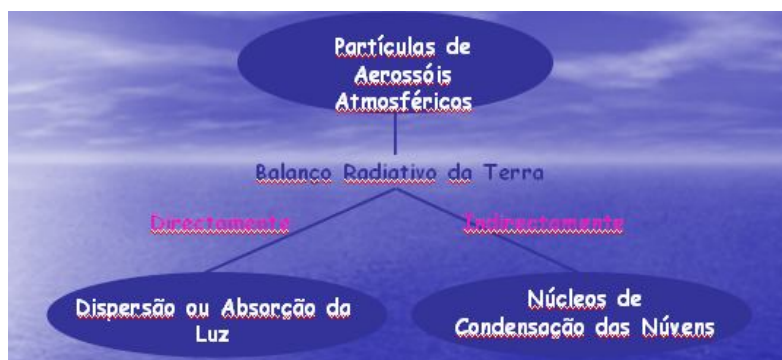 Partículas de
Aerossóis
Atmosféricos
Balanço Radiativo da Terra
Directamente
Indirectamente
Dispersão ou Absorção da
Luz
Núcleos de
Condensação das Núvens